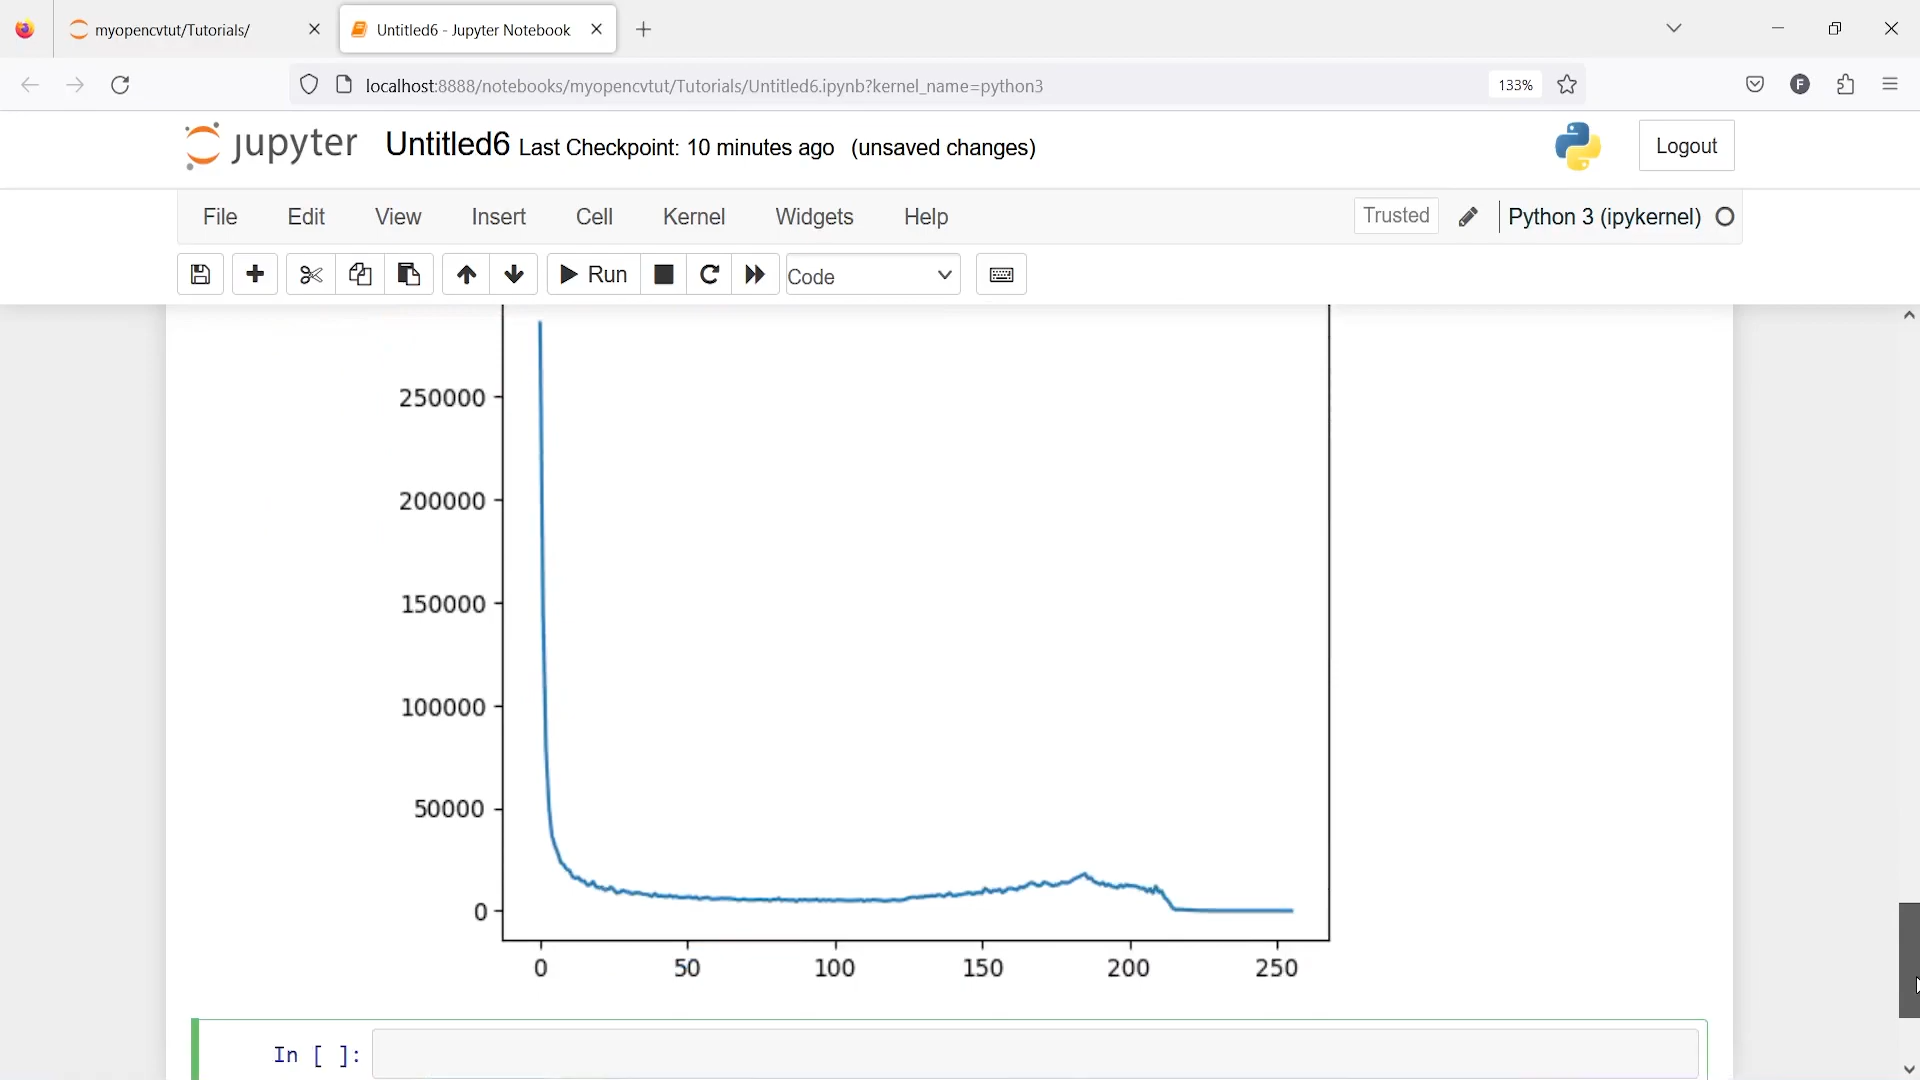 myopencvtut/Tutorials/
Untitled6 - Jupyter Notebook
localhost:8888/notebooks/myopencvtut/Tutorials/Untitled6.ipynb?kernel_name=python3
133%
F
jupyter
Untitled6 Last Checkpoint: 10 minutes ago (unsaved changes)
Logout
File Edit View Insert Cell Kernel Widgets Help
Trusted
Python 3 (ipykernel)
Run
Code
250000
200000
150000
100000
50000
0
0 50 100 150 200 250
In [ ]: